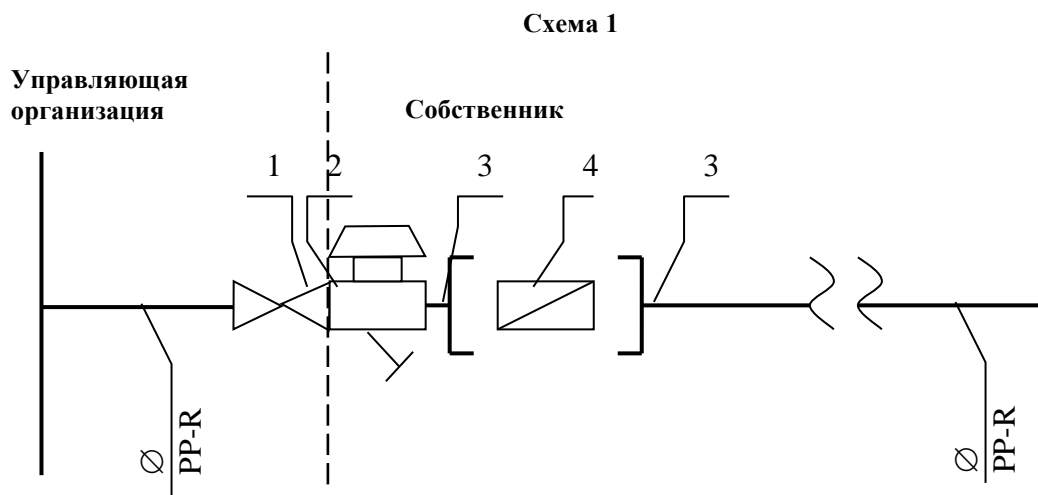 Схема 1
Управляющая
организация
Собственник
1 2 3 4 3
∅
PP-R
∅
PP-R